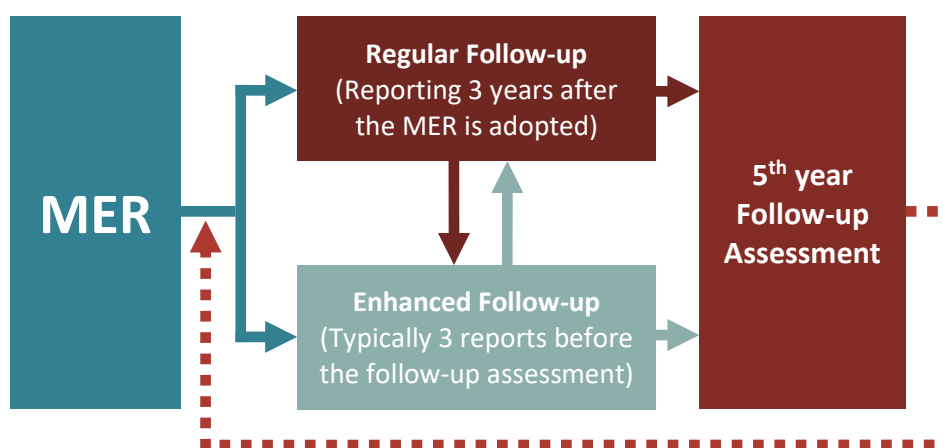 MER
Regular Follow-up
(Reporting 3 years after
the MER is adopted)
Enhanced Follow-up
(Typically 3 reports before
the follow-up assessment)
5th year
Follow-up
Assessment